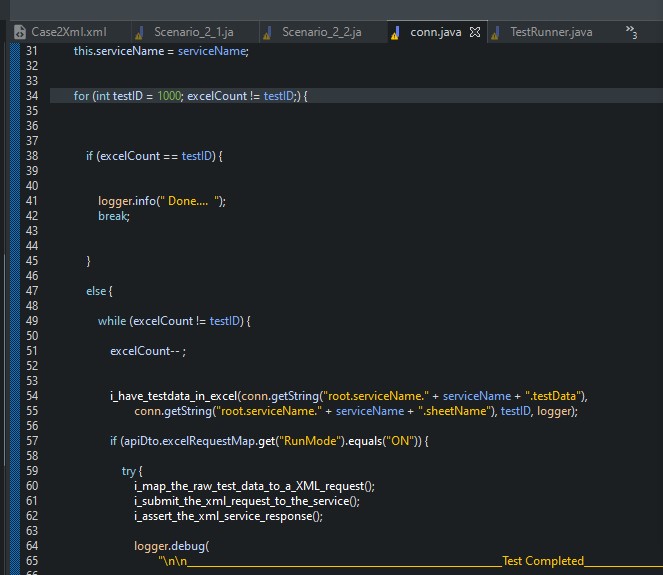 Case2Xml.xml Scenario_2_1.ja Scenario_2_2.ja conn.java TestRunner.java »3
31 this.serviceName = serviceName;
32
33
34 for (int testID = 1000; excelCount != testID;) {
35
36
37
38 if (excelCount == testID) {
39
40
41 logger.info(" Done.... ");
42 break;
43
44
45 }
46
47 else {
48
49 while (excelCount != testID) {
50
51 excelCount-- ;
52
53
54 i_have_testdata_in_excel(conn.getString("root.serviceName." + serviceName + ".testData"),
55 conn.getString("root.serviceName." + serviceName + ".sheetName"), testID, logger);
56
57 if (apiDto.excelRequestMap.get("RunMode").equals("ON")) {
58
59 try {
60 i_map_the_raw_test_data_to_a_XML_request();
61 i_submit_the_xml_request_to_the_service();
62 i_assert_the_xml_service_response();
63
64 logger.debug(
65 "\n\n____________________________________________________Test Completed____________